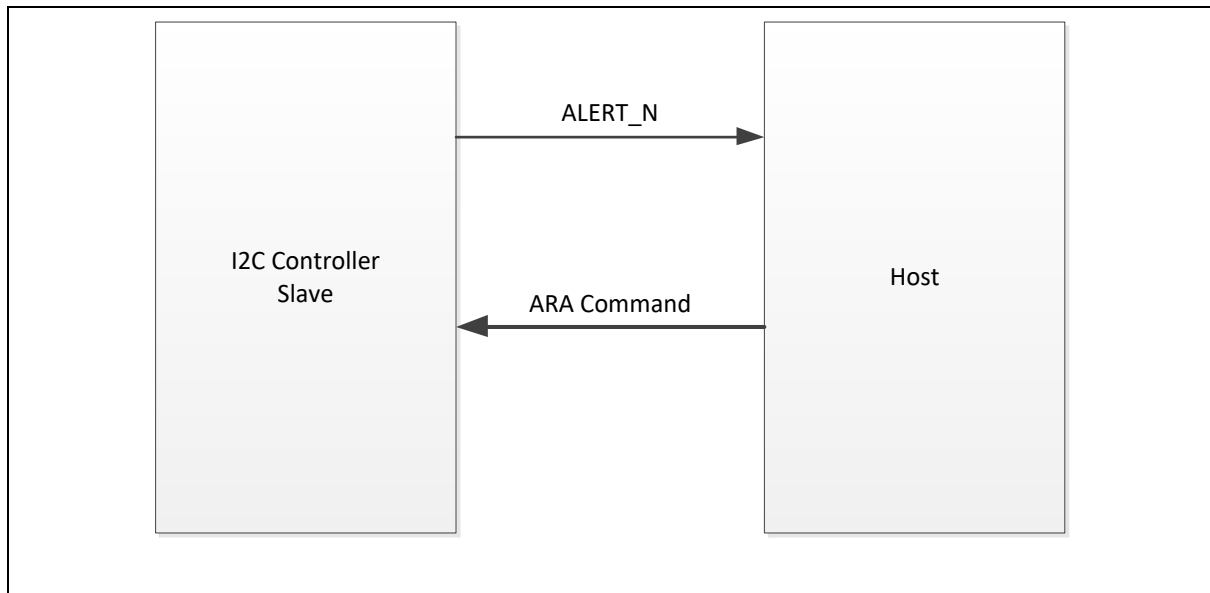 ALERT_N
I2C Controller
Slave
Host
ARA Command